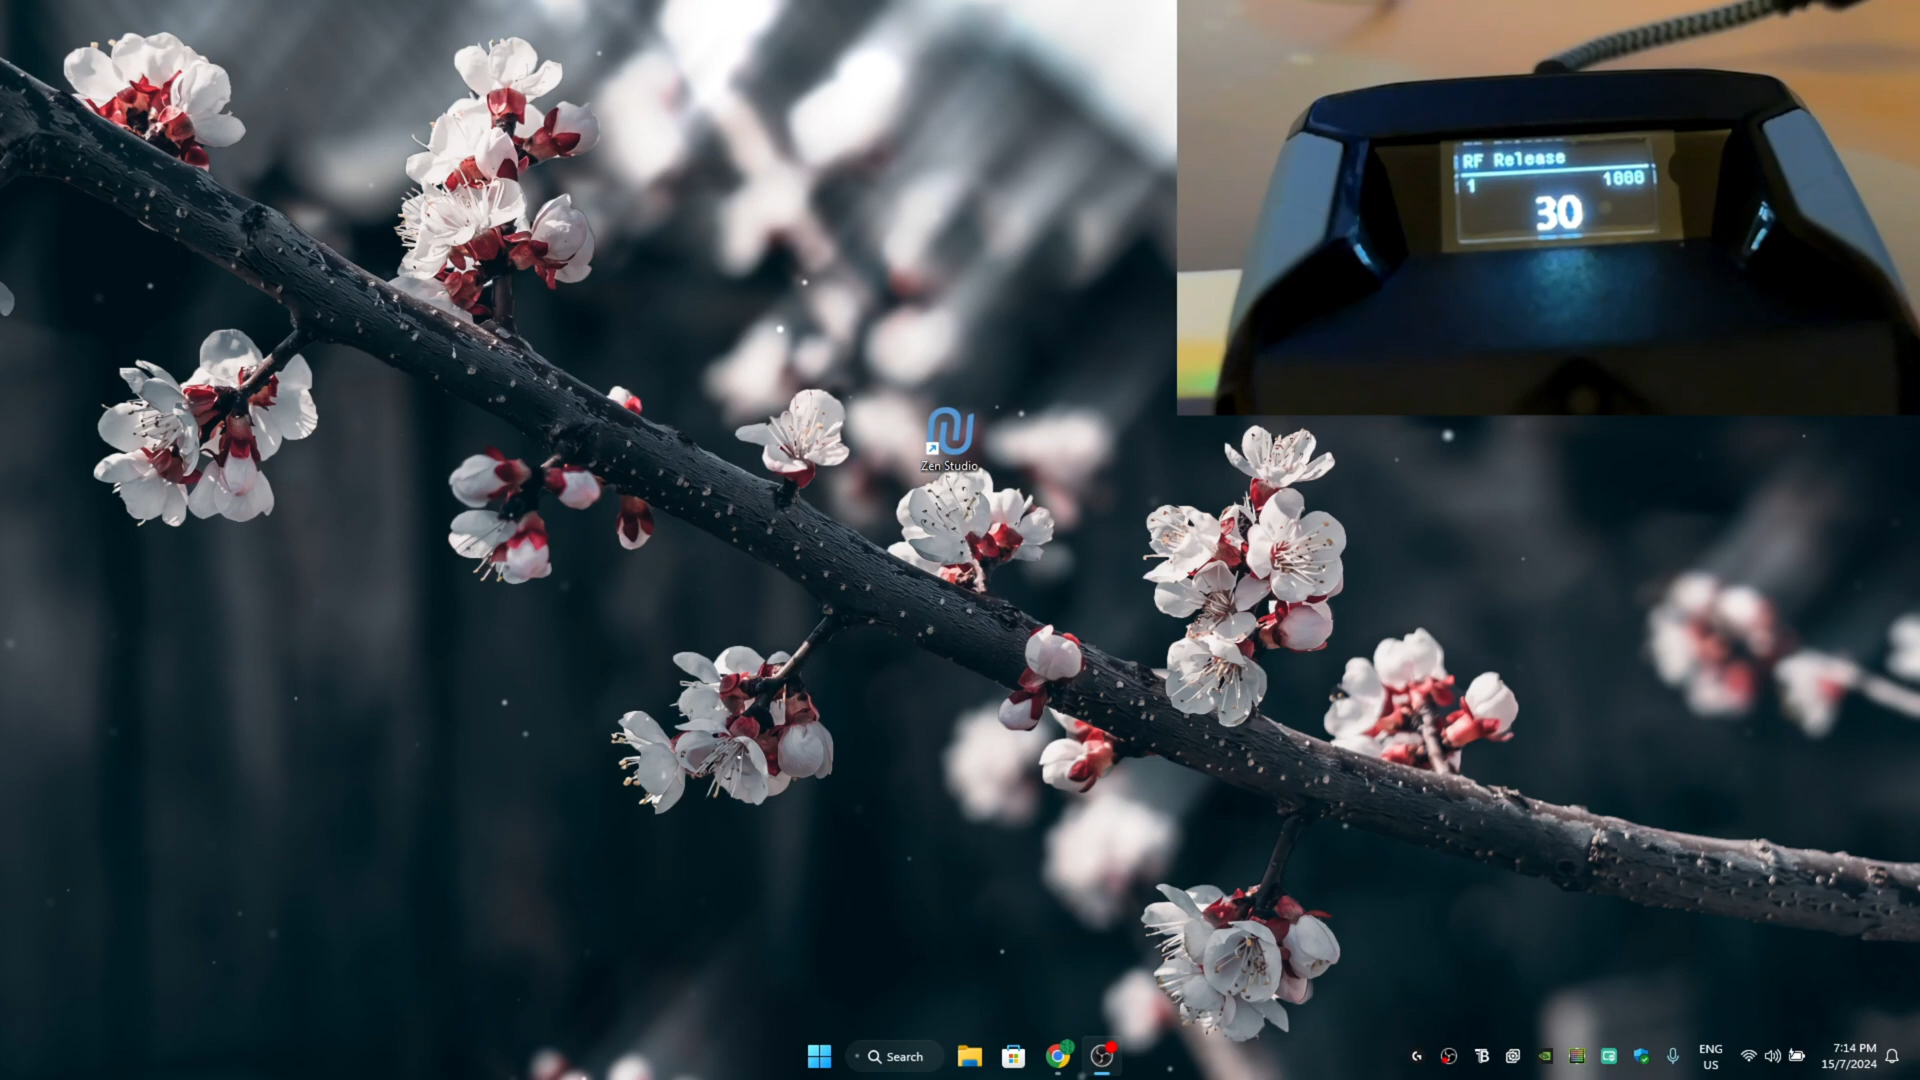 RF Release
1 1000
30
Zen Studio
Search
ENG
US
7:14 PM
15/7/2024